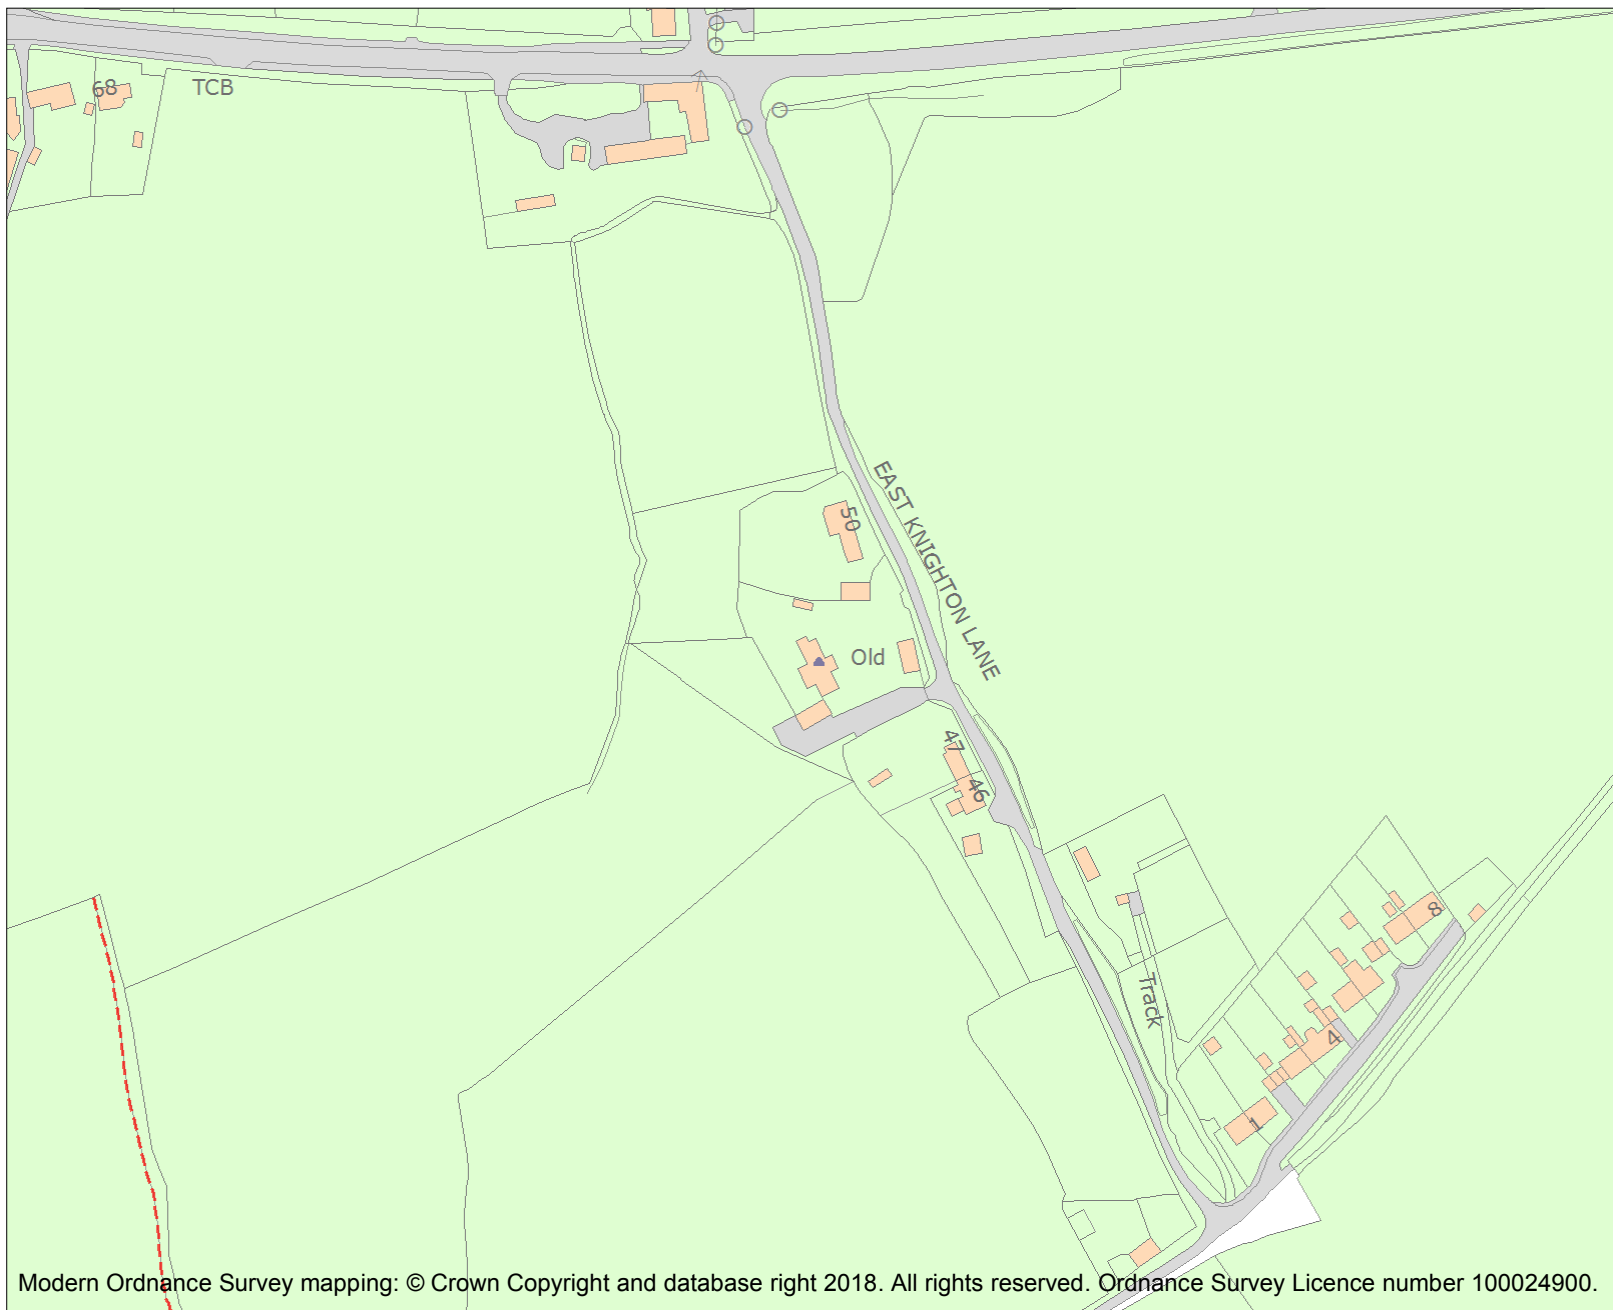 68
TCB
50
EAST KNIGHTON LANE
Old
47
46
8
Track
4
1
Modern Ordnance Survey mapping: © Crown Copyright and database right 2018. All rights reserved. Ordnance Survey Licence number 100024900.